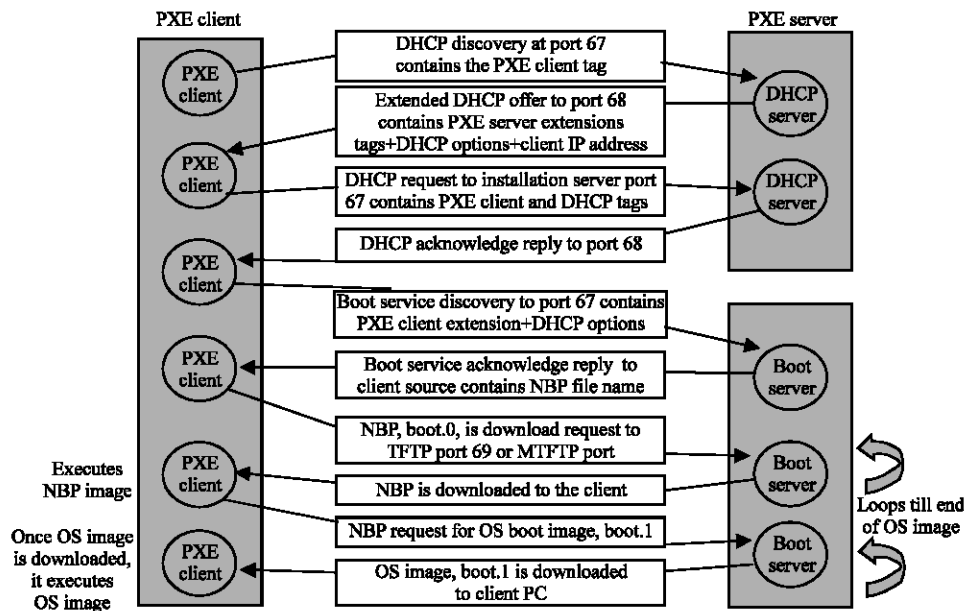 PXE client
PXE server
PXE
client
DHCP discovery at port 67
contains the PXE client tag
DHCP
server
Extended DHCP offer to port 68
contains PXE server extensions
tags+DHCP options+client IP address
PXE
client
DHCP request to installation server port
67 contains PXE client and DHCP tags
DHCP
server
DHCP acknowledge reply to port 68
PXE
client
Boot service discovery to port 67 contains
PXE client extension+DHCP options
Boot
server
Boot service acknowledge reply to
client source contains NBP file name
PXE
client
NBP, boot.0, is download request to
TFTP port 69 or MTFTP port
Boot
server
NBP is downloaded to the client
PXE
client
Executes
NBP image
Loops till end
of OS image
NBP request for OS boot image, boot.1
Boot
server
OS image, boot.1 is downloaded
to client PC
PXE
client
Once OS image
is downloaded,
it executes
OS image